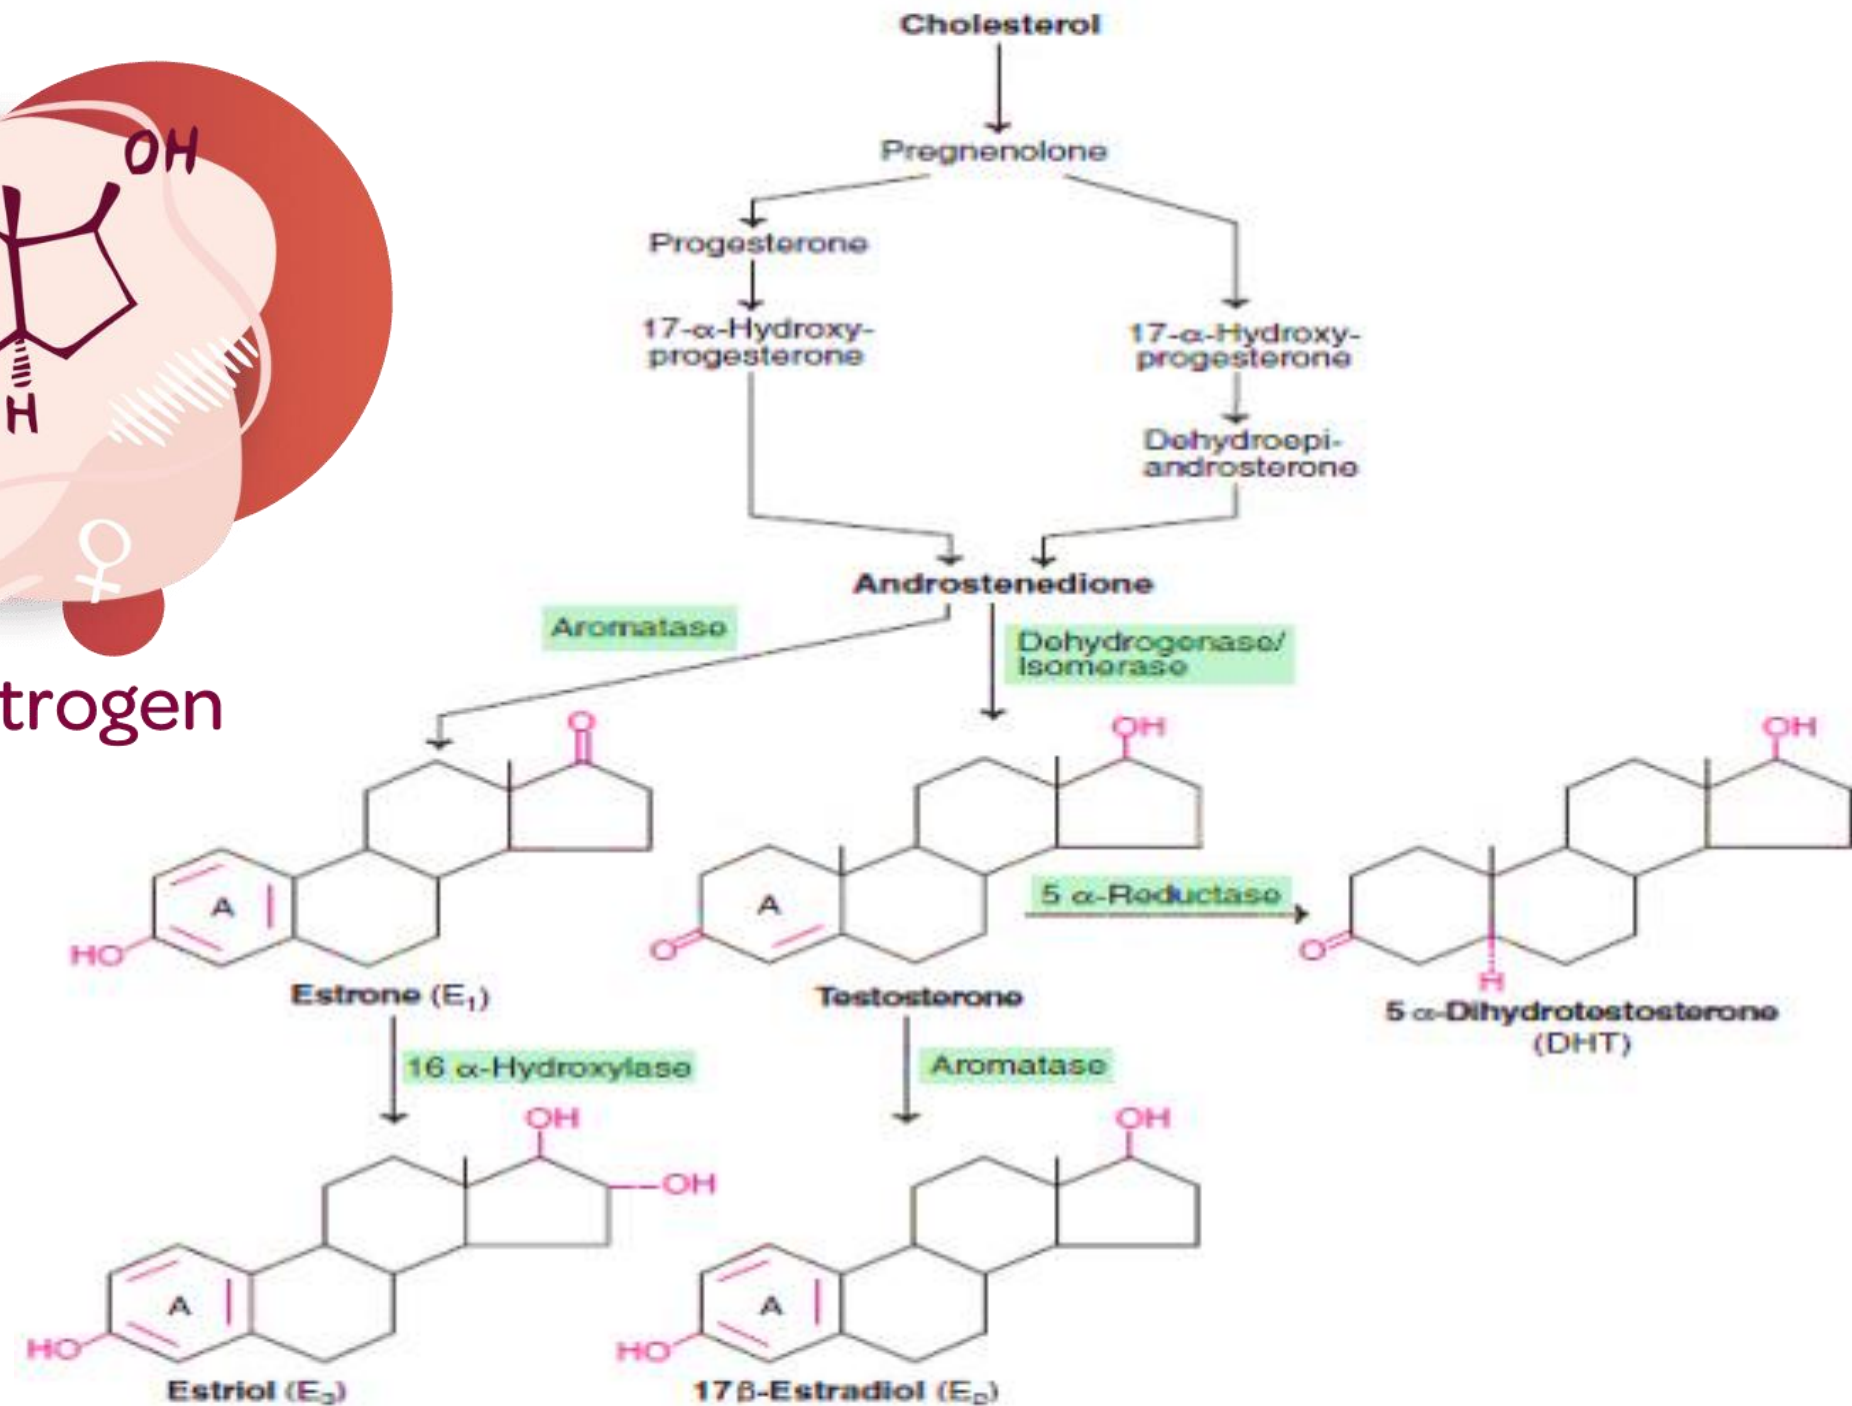 Cholesterol
Pregnenolone
Progesterone
17-α-Hydroxy-
progesterone
17-α-Hydroxy-
progesterone
Dehydroepi-
androsterone
Androstenedione
Aromatase
Dehydrogenase/
Isomerase
OH
H
trogen
O
A
HO
Estrone (E₁)
OH
A
O
Testosterone
5 α-Reductase
OH
O
H
5 α-Dihydrotestosterone
(DHT)
16 α-Hydroxylase
Aromatase
OH
OH
A
HO
Estriol (E₃)
OH
A
HO
17β-Estradiol (E₂)